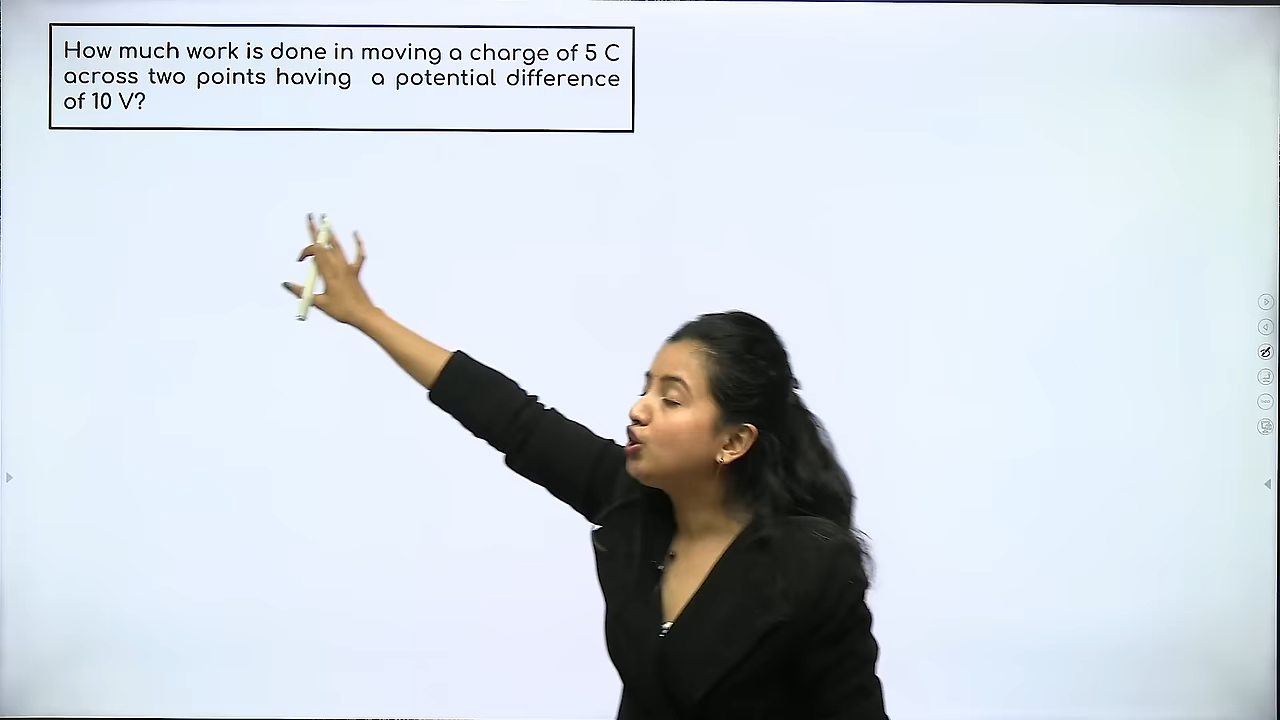 How much work is done in moving a charge of 5 C
across two points having a potential difference
of 10 V?